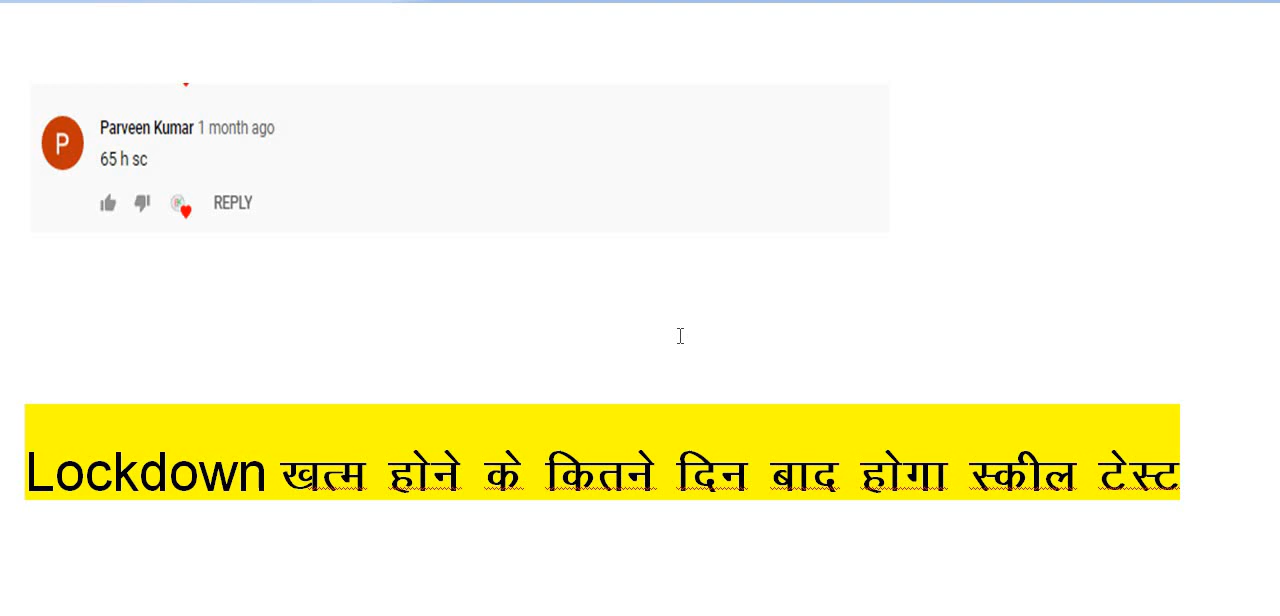 P
Parveen Kumar 1 month ago
65 h sc
REPLY
Lockdown खत्म होने के कितने दिन बाद होगा स्कील टेस्ट